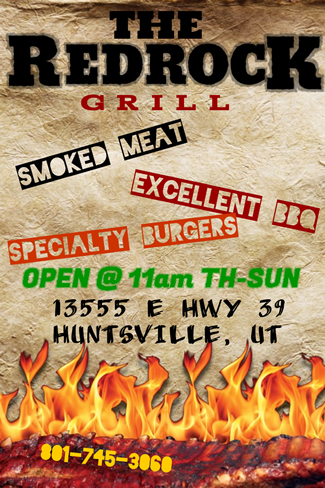 THE
REDROCK
GRILL
SMOKED MEAT
EXCELLENT BBQ
SPECIALTY BURGERS
OPEN @ 11am TH-SUN
13555 E HWY 39
HUNTSVILLE, UT
801-745-3060